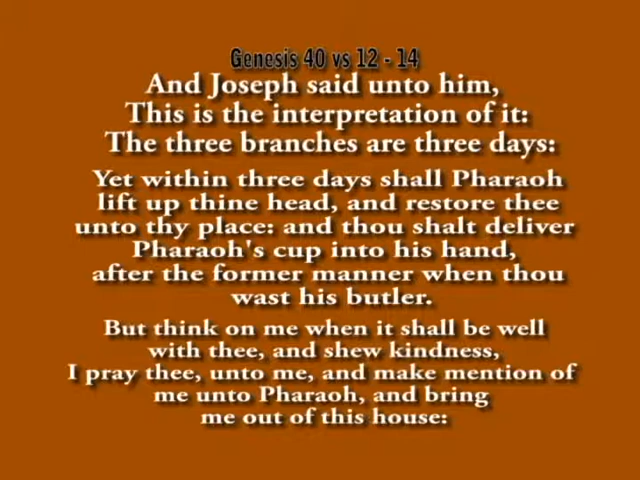 Genesis 40 vs 12 - 14
And Joseph said unto him,
This is the interpretation of it:
The three branches are three days:
Yet within three days shall Pharaoh
lift up thine head, and restore thee
unto thy place: and thou shalt deliver
Pharaoh's cup into his hand,
after the former manner when thou
wast his butler.
But think on me when it shall be well
with thee, and shew kindness,
I pray thee, unto me, and make mention of
me unto Pharaoh, and bring
me out of this house: